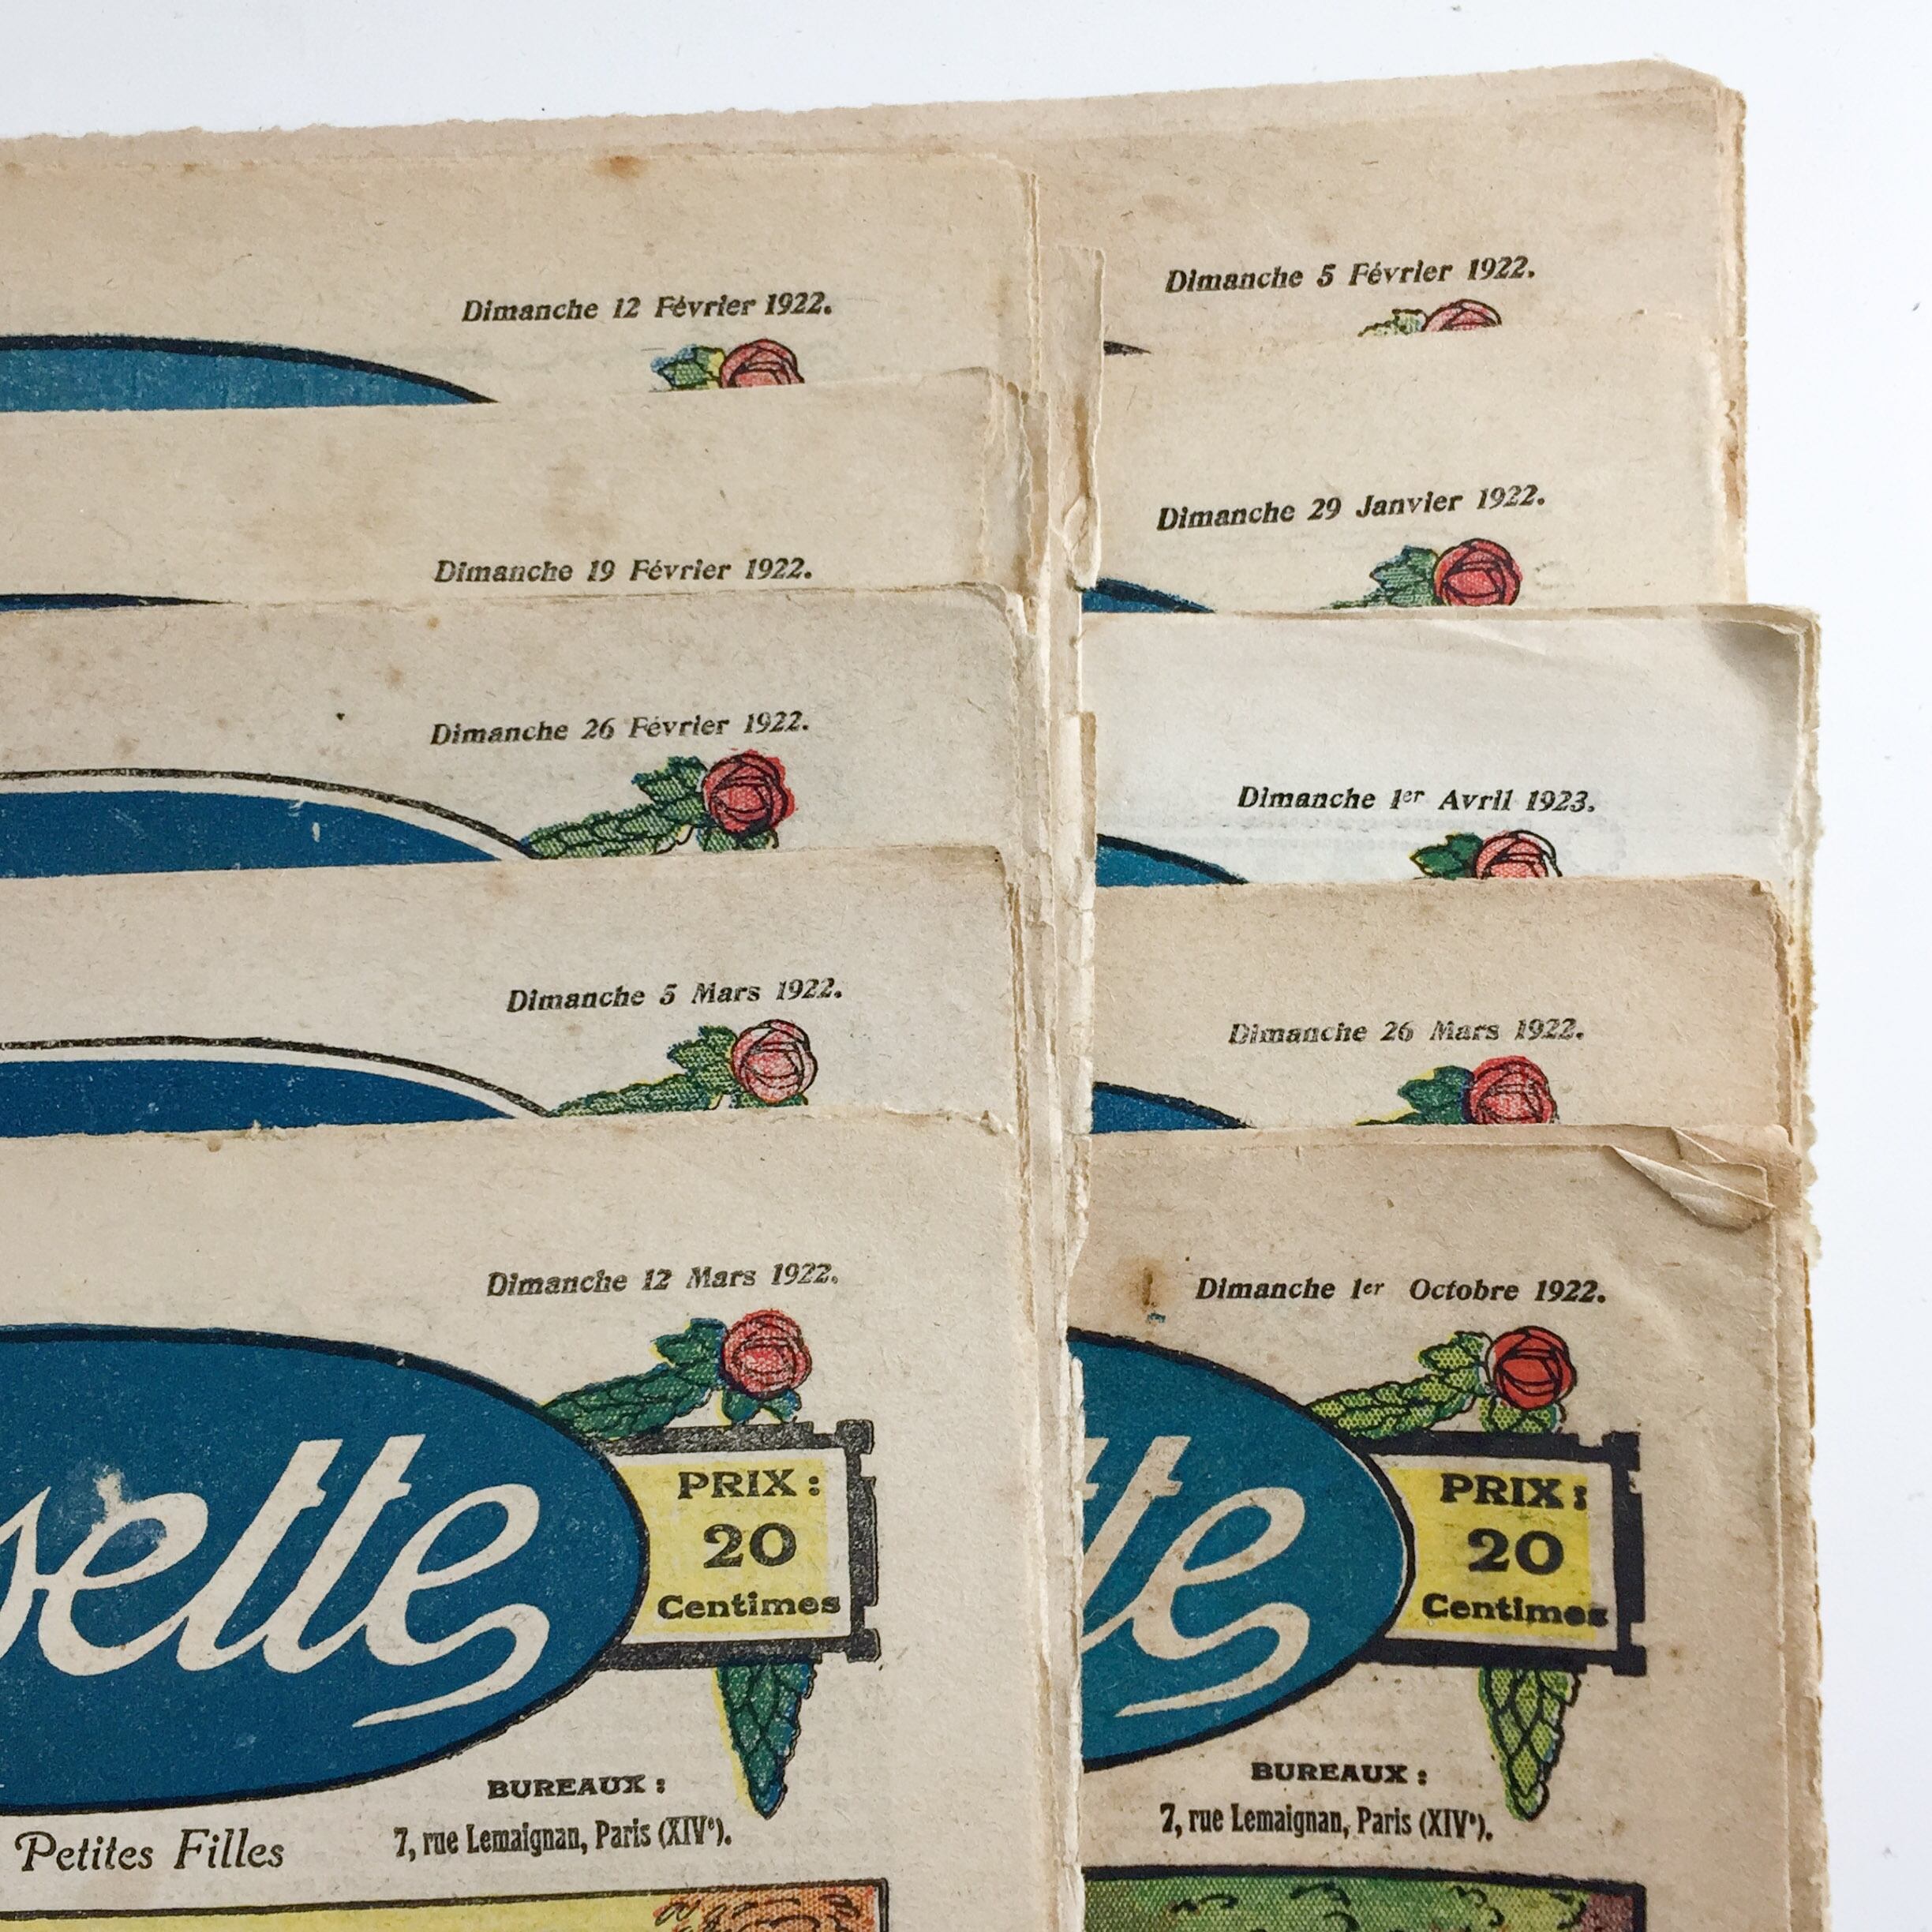 Dimanche 12 Février 1922.
Dimanche 19 Février 1922.
Dimanche 26 Février 1922.
Dimanche 5 Mars 1922.
Dimanche 12 Mars 1922.
sette
PRIX :
20
Centimes
BUREAUX :
7, rue Lemaignan, Paris (XIVe).
Petites Filles
Dimanche 5 Février 1922.
Dimanche 29 Janvier 1922.
Dimanche 1er Avril 1923.
Dimanche 26 Mars 1922.
Dimanche 1er Octobre 1922.
tte
PRIX :
20
Centimes
BUREAUX :
7, rue Lemaignan, Paris (XIVe).